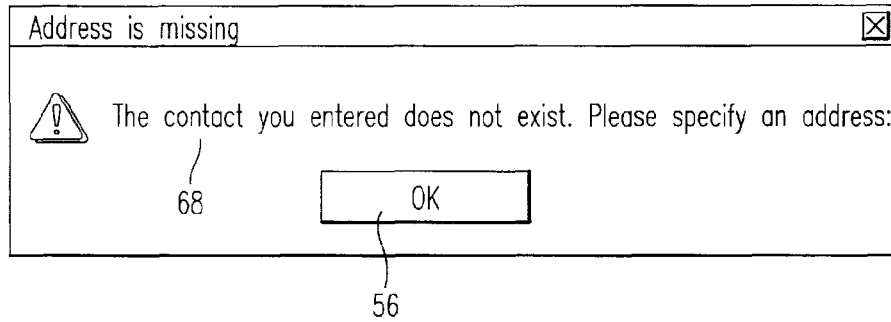 Address is missing
The contact you entered does not exist. Please specify an address:
68
OK
56